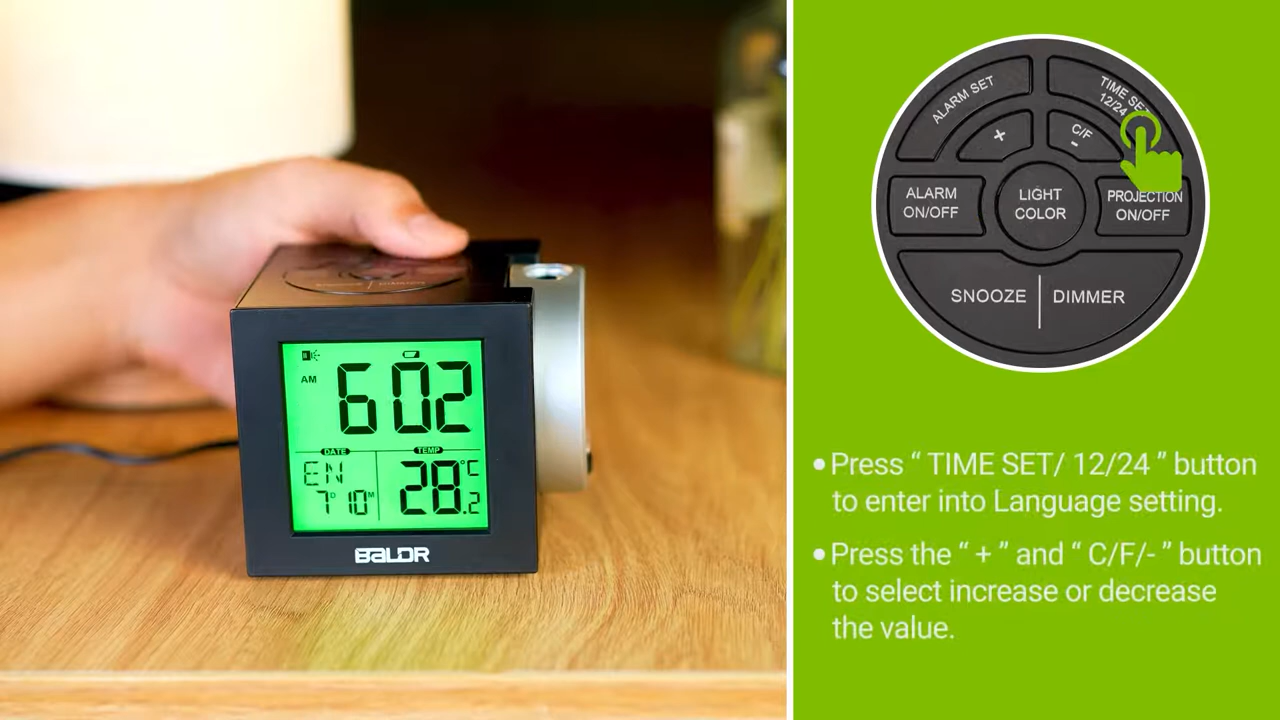 AM
602
DATE
TEMP
EN
28.2°C
7D 10M
BALDR
ALARM SET
TIME SET
12/24
+
C/F
-
ALARM
ON/OFF
LIGHT
COLOR
PROJECTION
ON/OFF
SNOOZE
DIMMER
•Press “ TIME SET/ 12/24 ” button
to enter into Language setting.
•Press the “ + ” and “ C/F/- ” button
to select increase or decrease
the value.